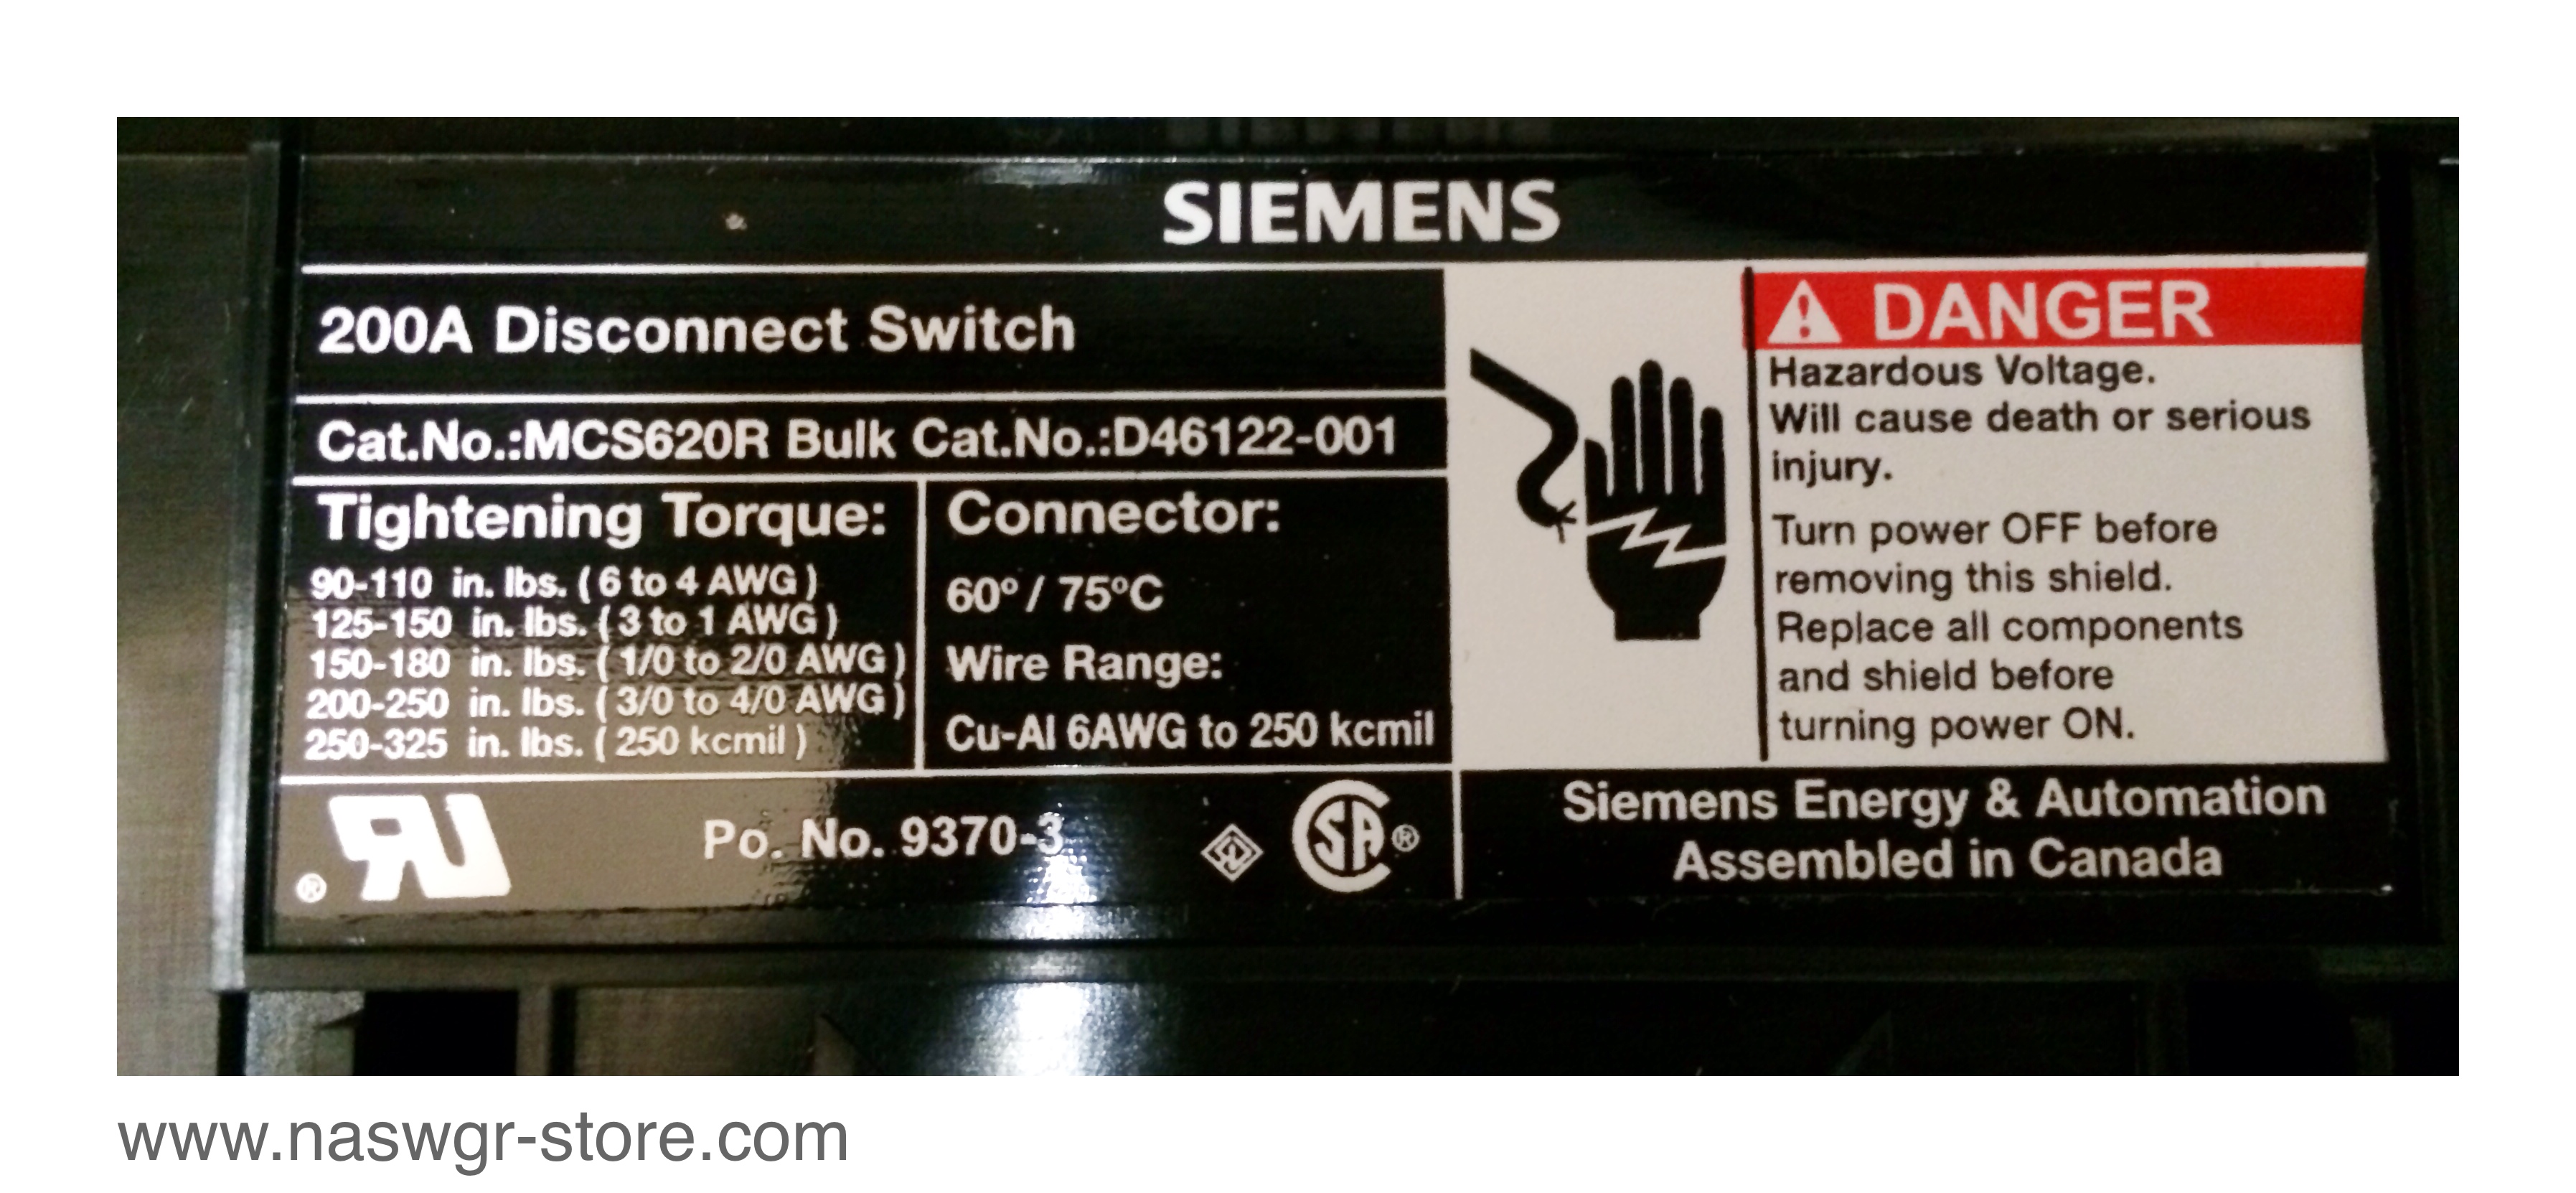 SIEMENS
200A Disconnect Switch
Cat.No.:MCS620R Bulk Cat.No.:D46122-001
Tightening Torque:
90-110 in. lbs. ( 6 to 4 AWG )
125-150 in. lbs. ( 3 to 1 AWG )
150-180 in. lbs. ( 1/0 to 2/0 AWG )
200-250 in. lbs. ( 3/0 to 4/0 AWG )
250-325 in. lbs. ( 250 kcmil )
Connector:
60º / 75ºC
Wire Range:
Cu-Al 6AWG to 250 kcmil
DANGER
Hazardous Voltage.
Will cause death or serious
injury.
Turn power OFF before
removing this shield.
Replace all components
and shield before
turning power ON.
Po. No. 9370-3
SA®
Siemens Energy & Automation
Assembled in Canada
www.naswgr-store.com